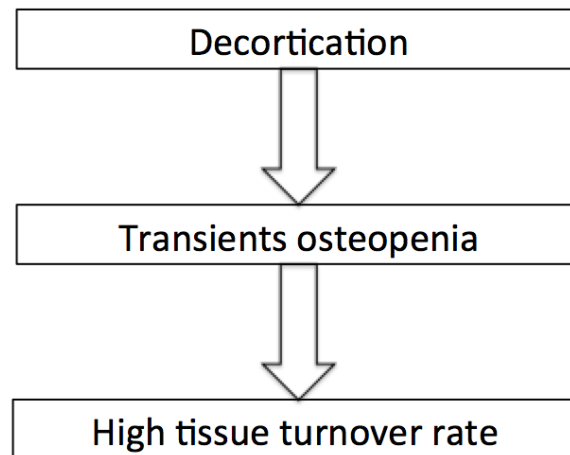 Decortication
Transients osteopenia
High tissue turnover rate